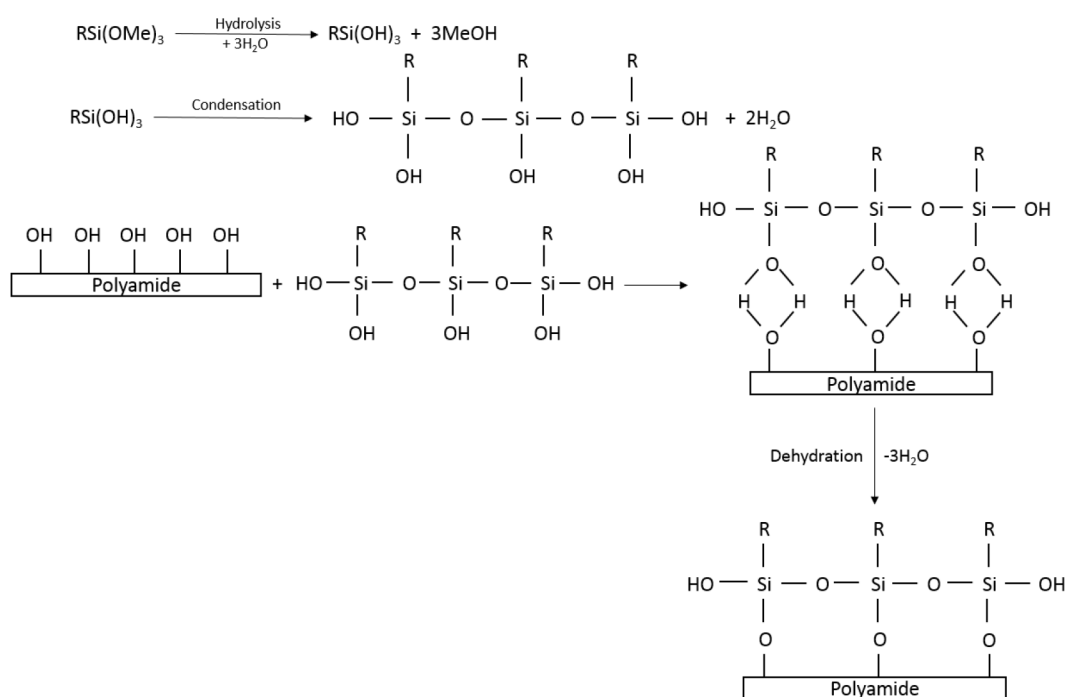 Hydrolysis
RSi(OMe)₃ RSi(OH)₃ + 3MeOH
+ 3H₂O
R R R
Condensation
RSi(OH)₃ HO Si O Si O Si OH + 2H₂O
OH OH OH
R R R
HO Si O Si O Si OH
O O O
H H H H H H
O O O
Polyamide
OH OH OH OH OH
Polyamide
+
R R R
HO Si O Si O Si OH
OH OH OH
Dehydration -3H₂O
R R R
HO Si O Si O Si OH
O O O
Polyamide